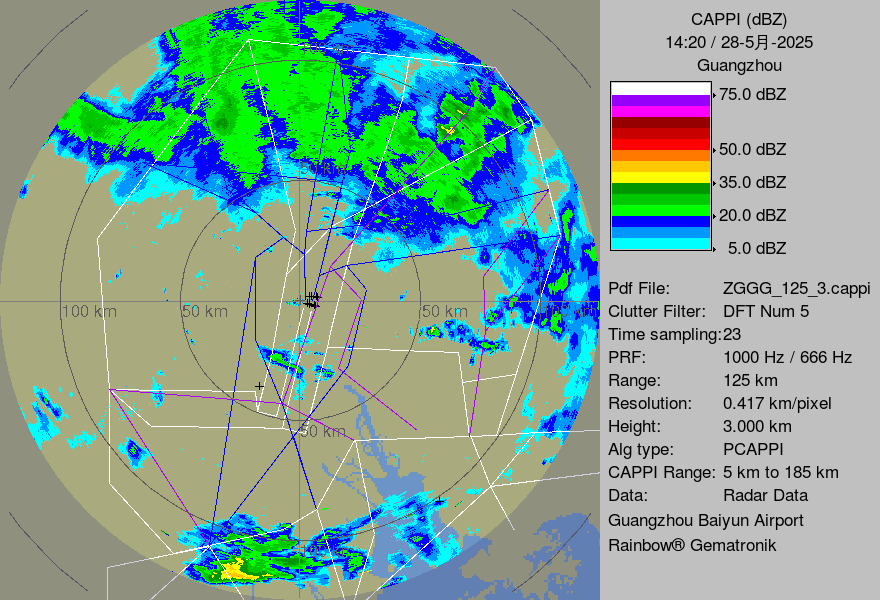 CAPPI (dBZ)
14:20 / 28-5月-2025
Guangzhou
75.0 dBZ
50.0 dBZ
35.0 dBZ
20.0 dBZ
5.0 dBZ
Pdf File: ZGGG_125_3.cappi
Clutter Filter: DFT Num 5
Time sampling:23
PRF: 1000 Hz / 666 Hz
Range: 125 km
Resolution: 0.417 km/pixel
Height: 3.000 km
Alg type: PCAPPI
CAPPI Range: 5 km to 185 km
Data: Radar Data
Guangzhou Baiyun Airport
Rainbow® Gematronik
50 km
100 km
50 km
50 km
50 km